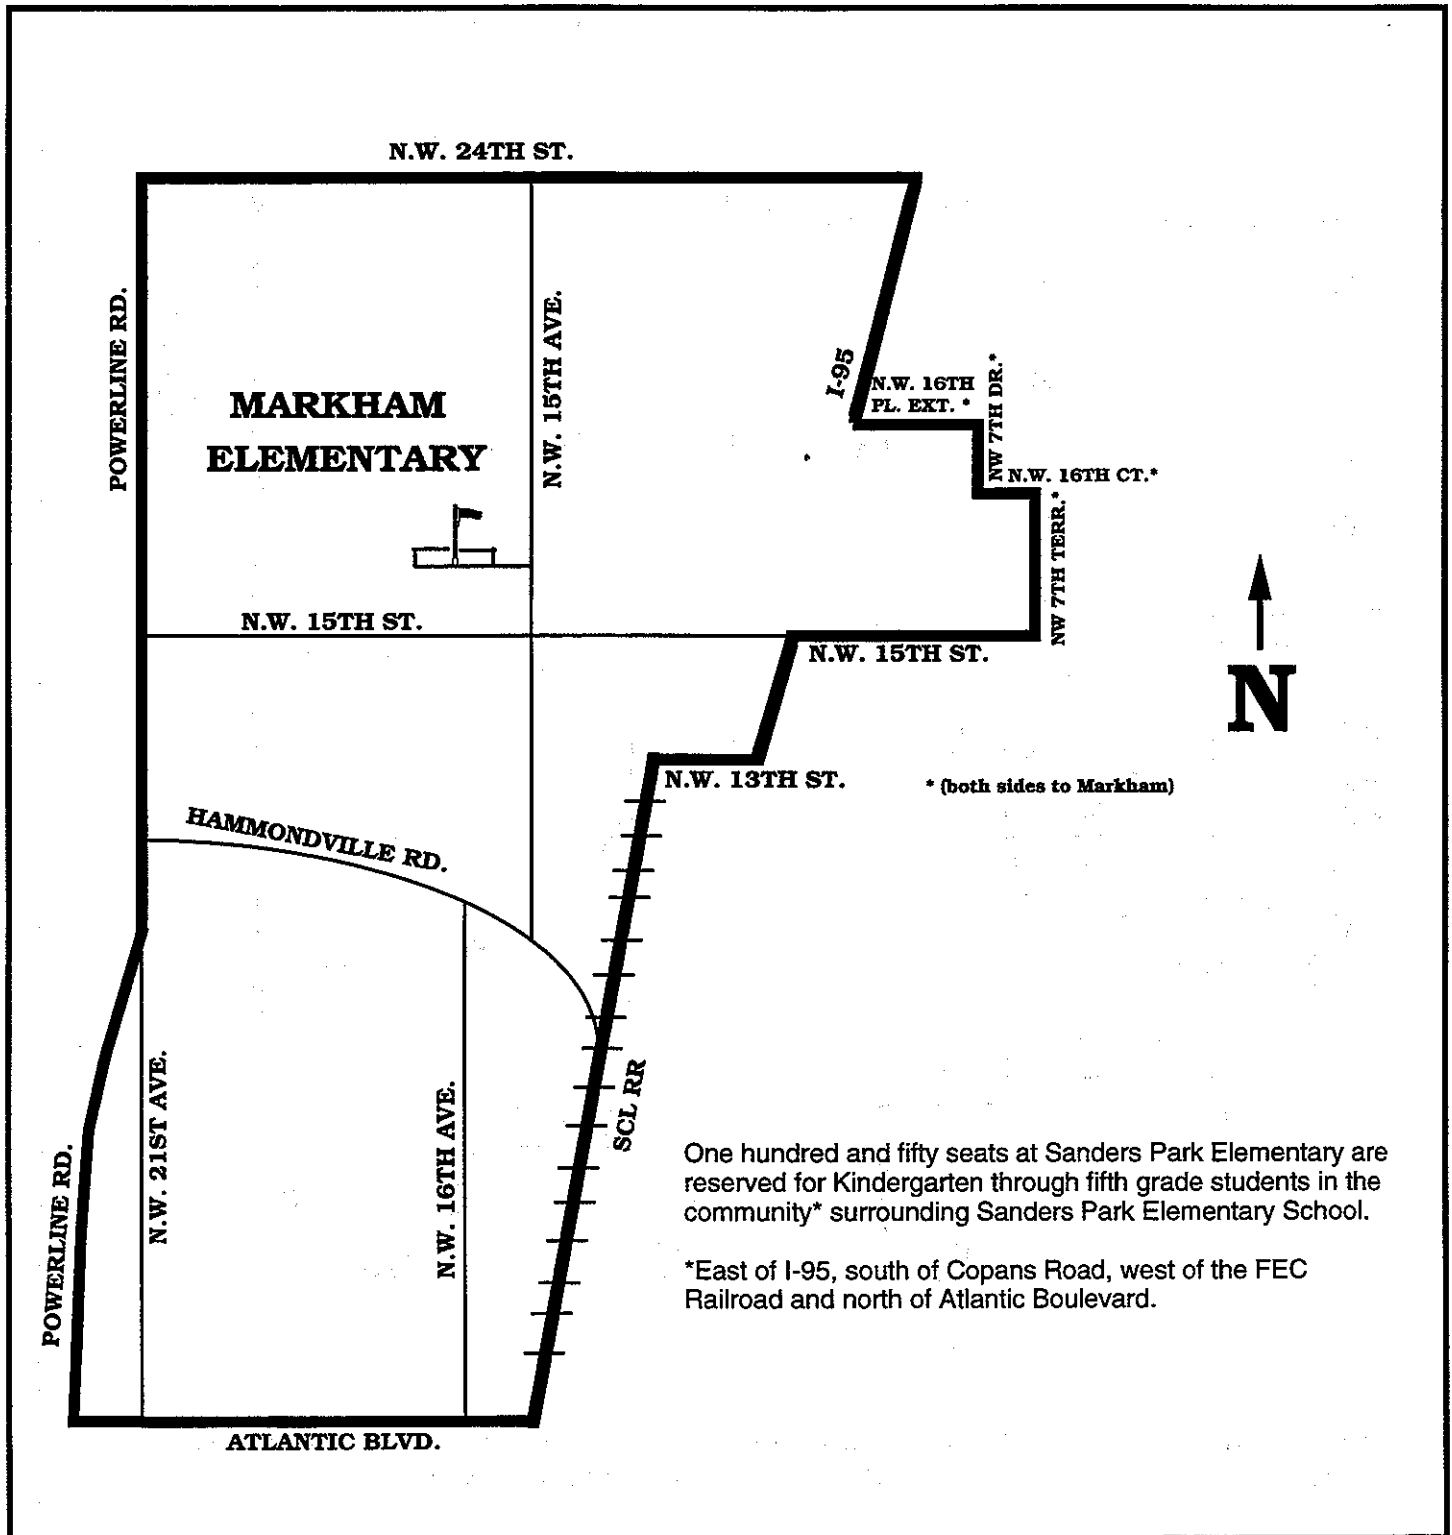 N.W. 24TH ST.
POWERLINE RD.
N.W. 15TH AVE.
I-95
N.W. 16TH
PL. EXT. *
NW 7TH DR.*
MARKHAM
ELEMENTARY
N.W. 16TH CT.*
NW 7TH TERR.*
N.W. 15TH ST.
N.W. 15TH ST.
N
N.W. 13TH ST.
* (both sides to Markham)
HAMMONDVILLE RD.
SCL RR
N.W. 21ST AVE.
N.W. 16TH AVE.
POWERLINE RD.
One hundred and fifty seats at Sanders Park Elementary are
reserved for Kindergarten through fifth grade students in the
community* surrounding Sanders Park Elementary School.
*East of I-95, south of Copans Road, west of the FEC
Railroad and north of Atlantic Boulevard.
ATLANTIC BLVD.